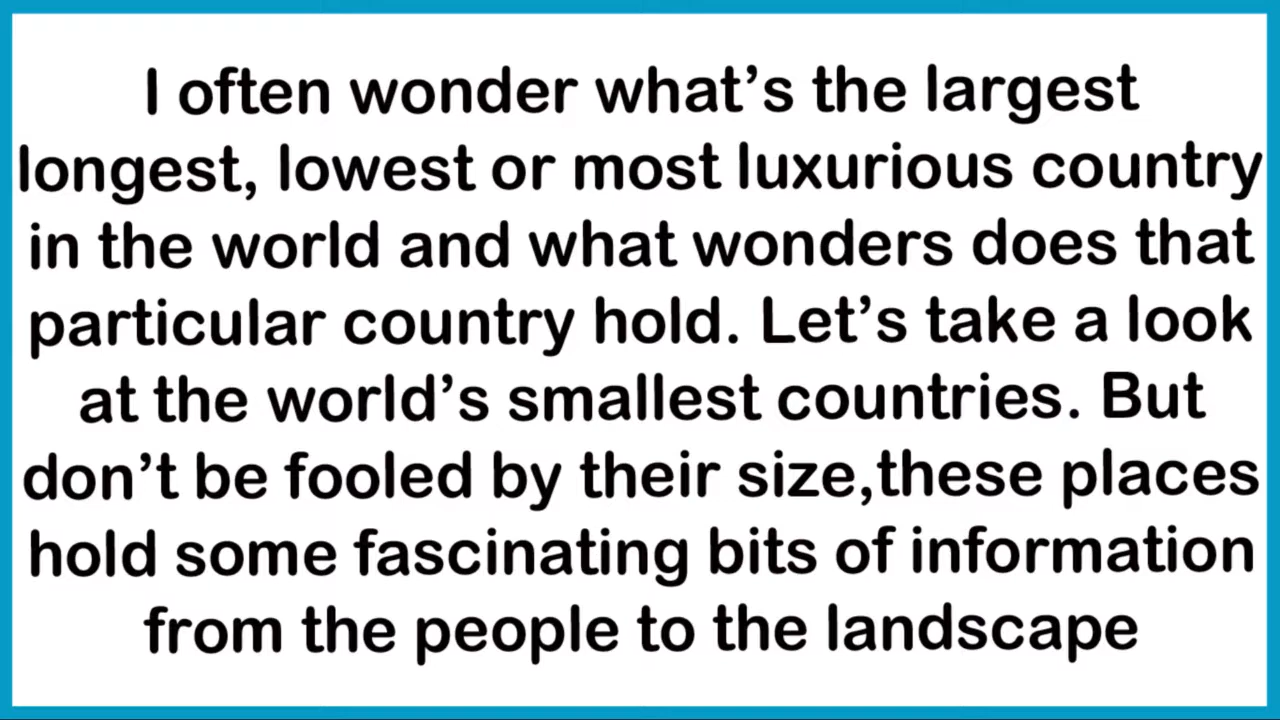 I often wonder what’s the largest
longest, lowest or most luxurious country
in the world and what wonders does that
particular country hold. Let’s take a look
at the world’s smallest countries. But
don’t be fooled by their size,these places
hold some fascinating bits of information
from the people to the landscape